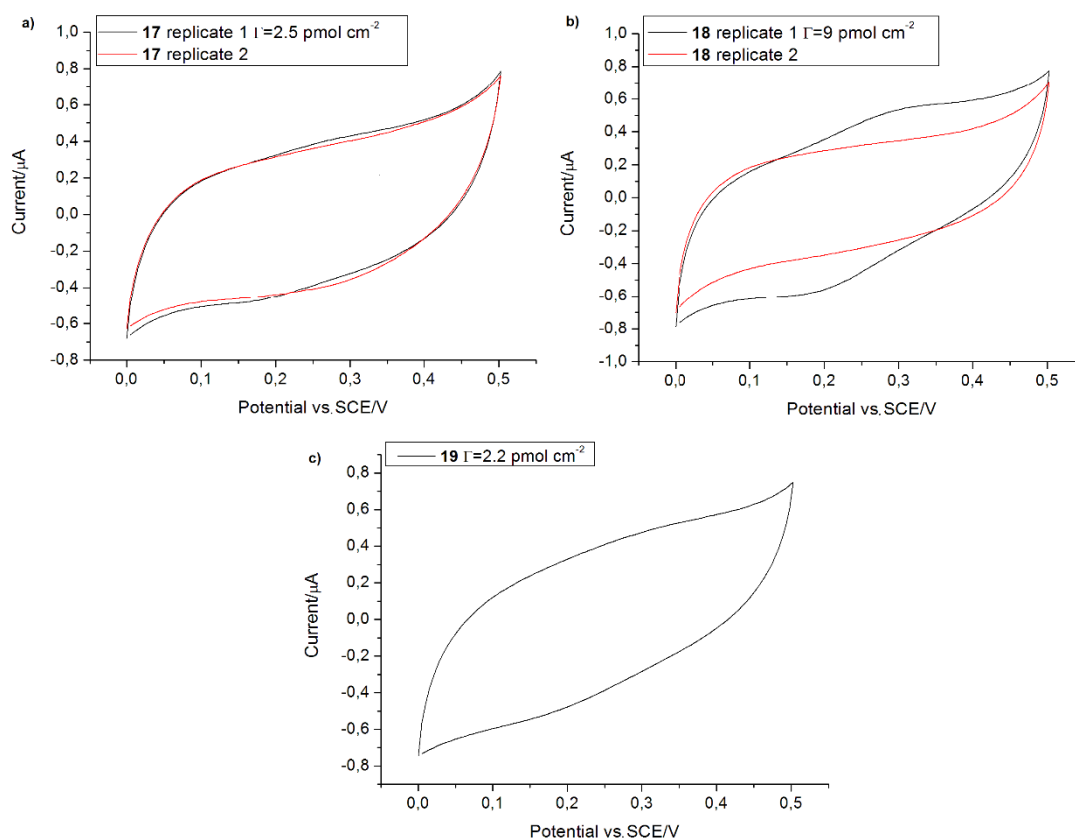 a)
17 replicate 1 Γ=2.5 pmol cm⁻²
17 replicate 2
1,0
0,8
0,6
0,4
0,2
0,0
-0,2
-0,4
-0,6
-0,8
Current/μA
0,0 0,1 0,2 0,3 0,4 0,5
Potential vs.SCE/V
b)
18 replicate 1 Γ=9 pmol cm⁻²
18 replicate 2
1,0
0,8
0,6
0,4
0,2
0,0
-0,2
-0,4
-0,6
-0,8
-1,0
Current/μA
0,0 0,1 0,2 0,3 0,4 0,5
Potential vs.SCE/V
c)
19 Γ=2.2 pmol cm⁻²
0,8
0,6
0,4
0,2
0,0
-0,2
-0,4
-0,6
-0,8
Current/μA
0,0 0,1 0,2 0,3 0,4 0,5
Potential vs.SCE/V